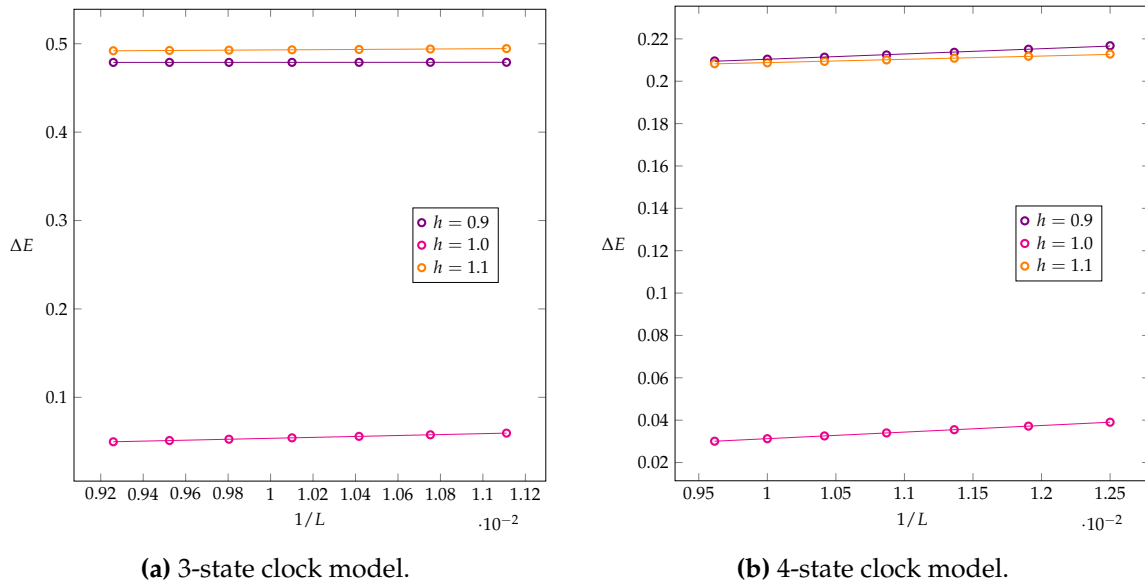 0.5
0.4
0.3
ΔE
0.2
0.1
h = 0.9
h = 1.0
h = 1.1
0.92 0.94 0.96 0.98 1 1.02 1.04 1.06 1.08 1.1 1.12
1/L
·10⁻²
(a) 3-state clock model.
0.22
0.2
0.18
0.16
0.14
ΔE
0.12
0.1
0.08
0.06
0.04
0.02
h = 0.9
h = 1.0
h = 1.1
0.95 1 1.05 1.1 1.15 1.2 1.25
1/L
·10⁻²
(b) 4-state clock model.